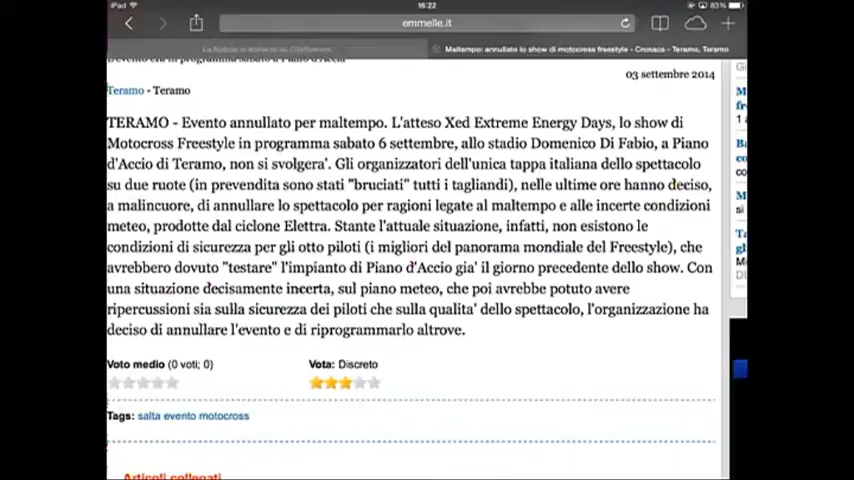 iPad
16:22
83%
emmelle.it
Maltempo: annullato lo show di motocross freestyle - Cronaca - Teramo, Teramo
03 settembre 2014
Teramo - Teramo
TERAMO - Evento annullato per maltempo. L'atteso Xed Extreme Energy Days, lo show di
Motocross Freestyle in programma sabato 6 settembre, allo stadio Domenico Di Fabio, a Piano
d'Accio di Teramo, non si svolgera'. Gli organizzatori dell'unica tappa italiana dello spettacolo
su due ruote (in prevendita sono stati "bruciati" tutti i tagliandi), nelle ultime ore hanno deciso,
a malincuore, di annullare lo spettacolo per ragioni legate al maltempo e alle incerte condizioni
meteo, prodotte dal ciclone Elettra. Stante l'attuale situazione, infatti, non esistono le
condizioni di sicurezza per gli otto piloti (i migliori del panorama mondiale del Freestyle), che
avrebbero dovuto "testare" l'impianto di Piano d'Accio gia' il giorno precedente dello show. Con
una situazione decisamente incerta, sul piano meteo, che poi avrebbe potuto avere
ripercussioni sia sulla sicurezza dei piloti che sulla qualita' dello spettacolo, l'organizzazione ha
deciso di annullare l'evento e di riprogrammarlo altrove.
Voto medio (0 voti; 0)
Vota: Discreto
Tags: salta evento motocross
Articoli collegati